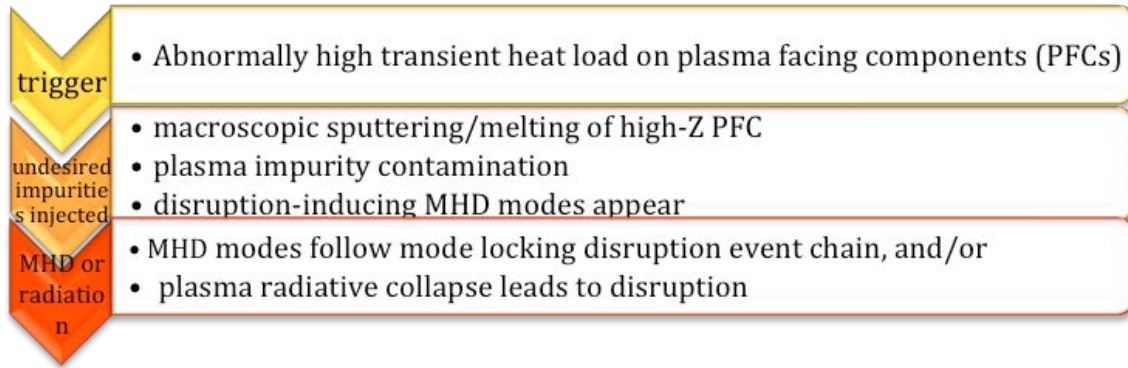 trigger
• Abnormally high transient heat load on plasma facing components (PFCs)
undesired
impuritie
s injected
• macroscopic sputtering/melting of high-Z PFC
• plasma impurity contamination
• disruption-inducing MHD modes appear
MHD or
radiatio
n
• MHD modes follow mode locking disruption event chain, and/or
• plasma radiative collapse leads to disruption